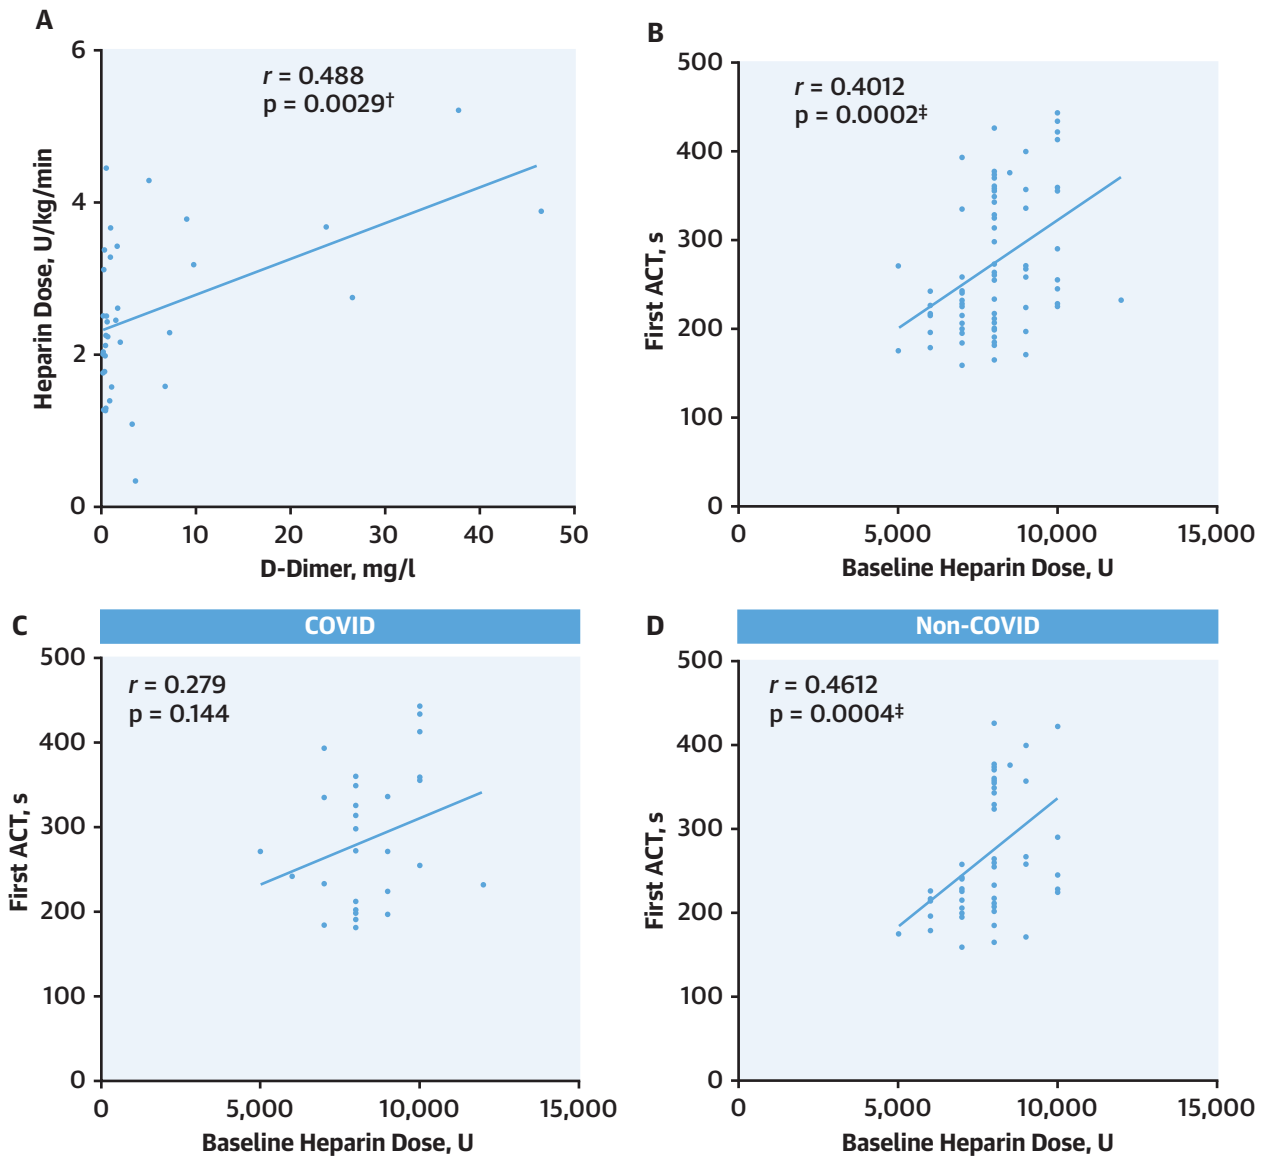 A
r = 0.488
p = 0.0029†
6
4
2
0
Heparin Dose, U/kg/min
0 10 20 30 40 50
D-Dimer, mg/l
B
r = 0.4012
p = 0.0002‡
500
400
300
200
100
0
First ACT, s
0 5,000 10,000 15,000
Baseline Heparin Dose, U
C
COVID
r = 0.279
p = 0.144
500
400
300
200
100
0
First ACT, s
0 5,000 10,000 15,000
Baseline Heparin Dose, U
D
Non-COVID
r = 0.4612
p = 0.0004‡
500
400
300
200
100
0
First ACT, s
0 5,000 10,000 15,000
Baseline Heparin Dose, U